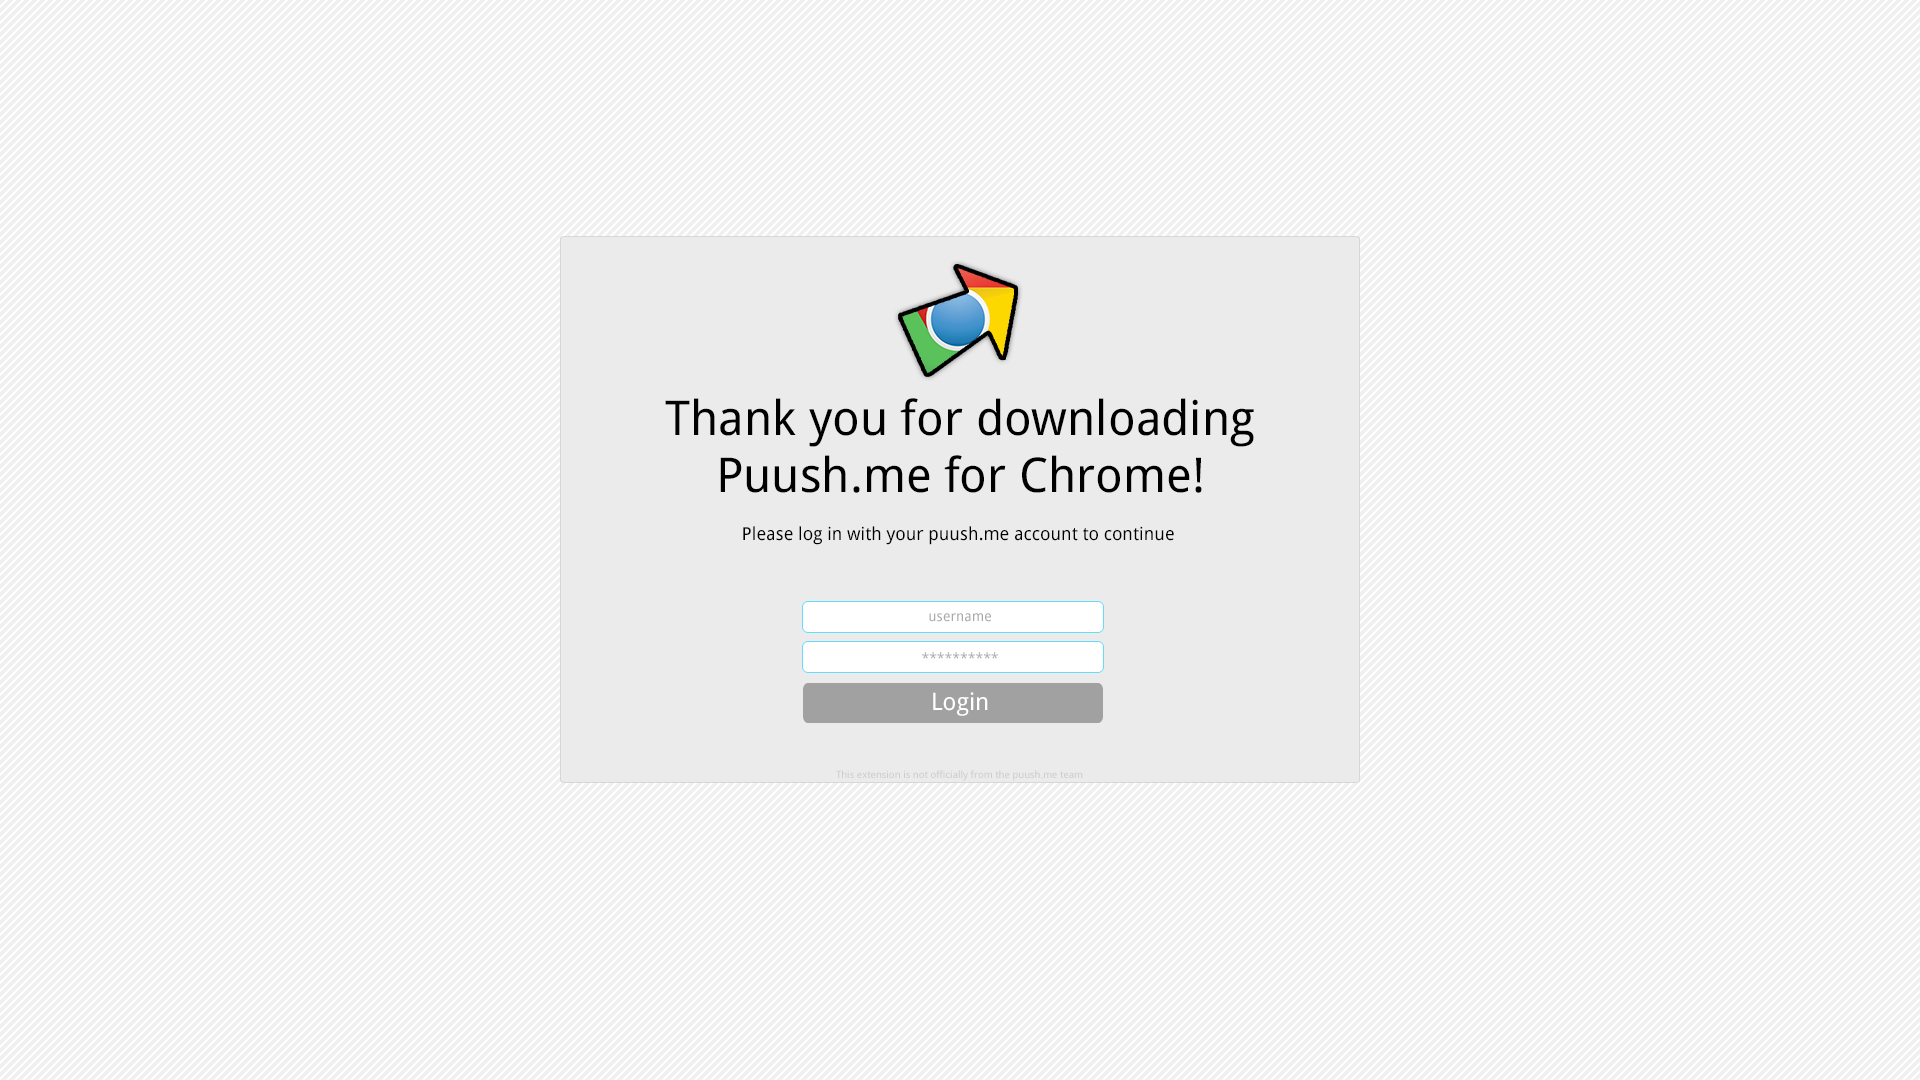 Thank you for downloading
Puush.me for Chrome!
Please log in with your puush.me account to continue
username
**********
Login
This extension is not officially from the puush.me team